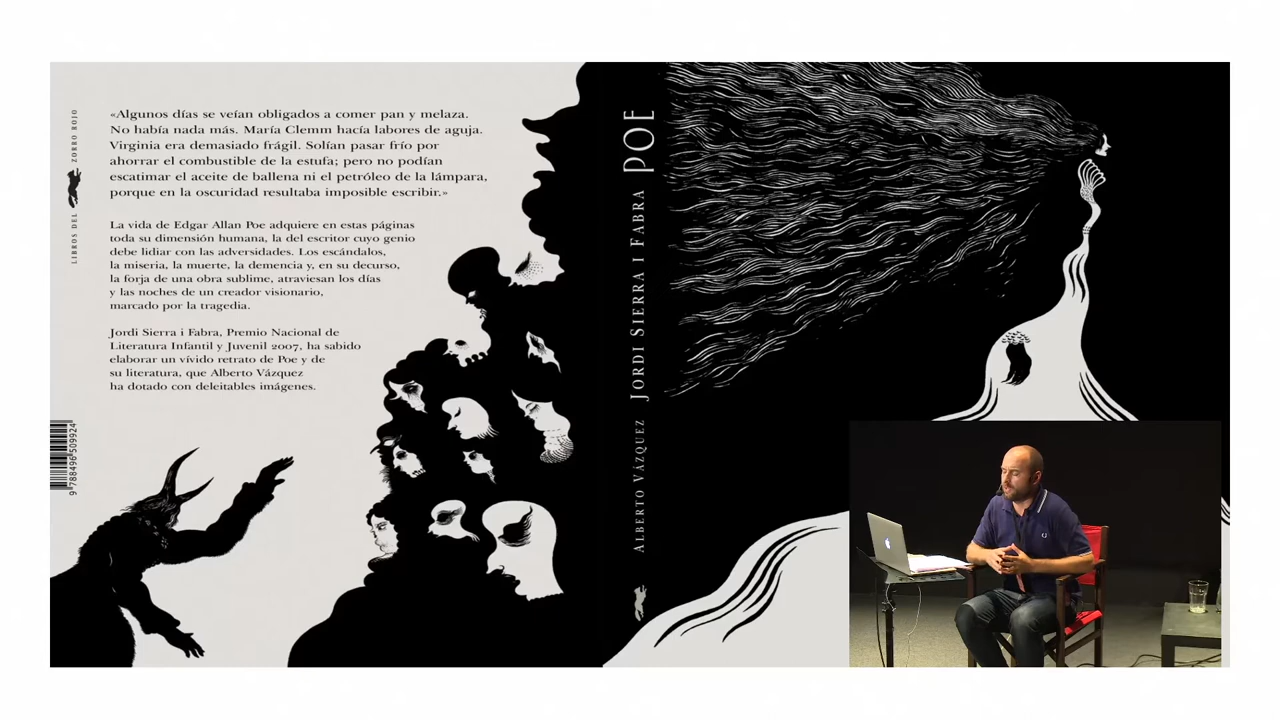 «Algunos días se veían obligados a comer pan y melaza.
No había nada más. María Clemm hacía labores de aguja.
Virginia era demasiado frágil. Solían pasar frío por
ahorrar el combustible de la estufa; pero no podían
escatimar el aceite de ballena ni el petróleo de la lámpara,
porque en la oscuridad resultaba imposible escribir.»
La vida de Edgar Allan Poe adquiere en estas páginas
toda su dimensión humana, la del escritor cuyo genio
debe lidiar con las adversidades. Los escándalos,
la miseria, la muerte, la demencia y, en su decurso,
la forja de una obra sublime, atraviesan los días
y las noches de un creador visionario,
marcado por la tragedia.
Jordi Sierra i Fabra, Premio Nacional de
Literatura Infantil y Juvenil 2007, ha sabido
elaborar un vívido retrato de Poe y de
su literatura, que Alberto Vázquez
ha dotado con deleitables imágenes.
LIBROS DEL ZORRO ROJO
9 788496 509924
ALBERTO VÁZQUEZ JORDI SIERRA I FABRA POE